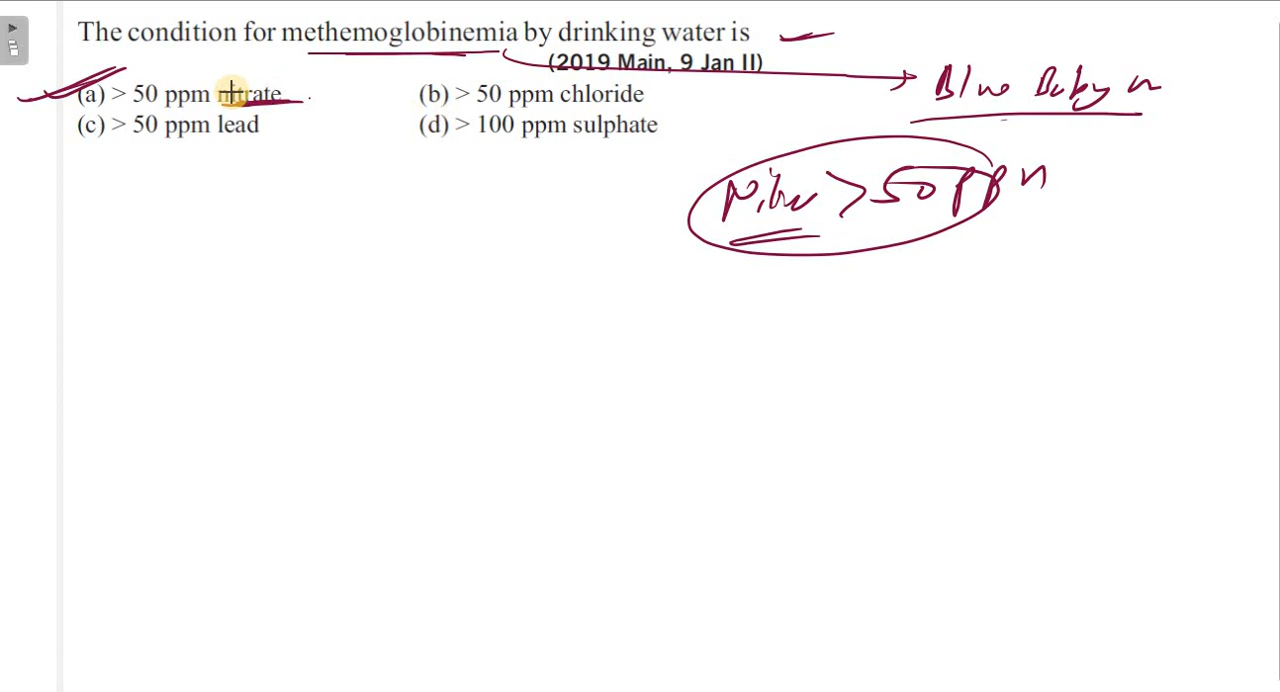 The condition for methemoglobinemia by drinking water is
(2019 Main, 9 Jan II)
(a) > 50 ppm nitrate
(b) > 50 ppm chloride
(c) > 50 ppm lead
(d) > 100 ppm sulphate
Blue Baby
> 50 ppm